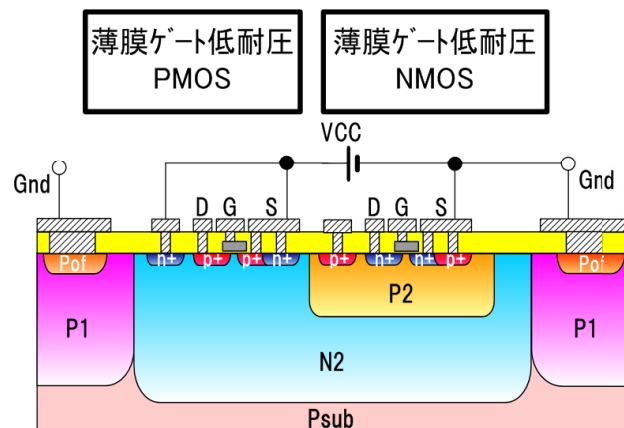 薄膜ゲート低耐圧
PMOS
薄膜ゲート低耐圧
NMOS
VCC
Gnd
Gnd
D G S
D G S
n+ p+ p+ n+ p+ n+ n+ p+
Pof
Pof
P1
P2
P1
N2
Psub